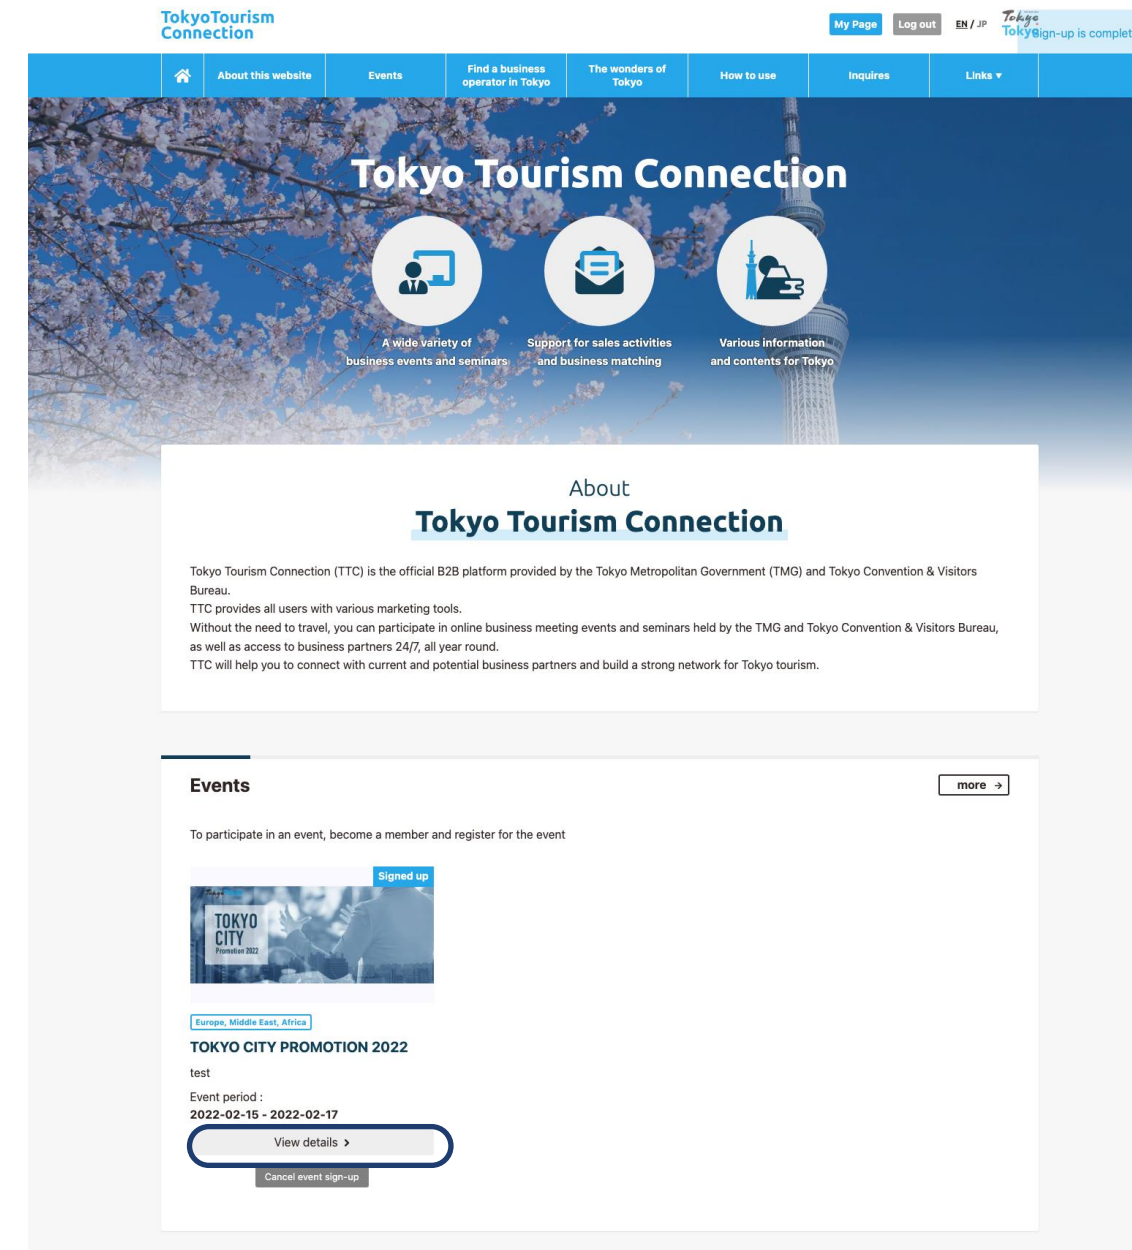 TokyoTourism
Connection
My Page
Log out
EN / JP
Tokyo
Tokyo
Sign-up is complet
About this website
Events
Find a business
operator in Tokyo
The wonders of
Tokyo
How to use
Inquires
Links ▼
Tokyo Tourism Connection
A wide variety of
business events and seminars
Support for sales activities
and business matching
Various information
and contents for Tokyo
About
Tokyo Tourism Connection
Tokyo Tourism Connection (TTC) is the official B2B platform provided by the Tokyo Metropolitan Government (TMG) and Tokyo Convention & Visitors
Bureau.
TTC provides all users with various marketing tools.
Without the need to travel, you can participate in online business meeting events and seminars held by the TMG and Tokyo Convention & Visitors Bureau,
as well as access to business partners 24/7, all year round.
TTC will help you to connect with current and potential business partners and build a strong network for Tokyo tourism.
Events
more →
To participate in an event, become a member and register for the event
Signed up
Tokyo
TOKYO
CITY
Promotion 2022
Europe, Middle East, Africa
TOKYO CITY PROMOTION 2022
test
Event period :
2022-02-15 - 2022-02-17
View details >
Cancel event sign-up